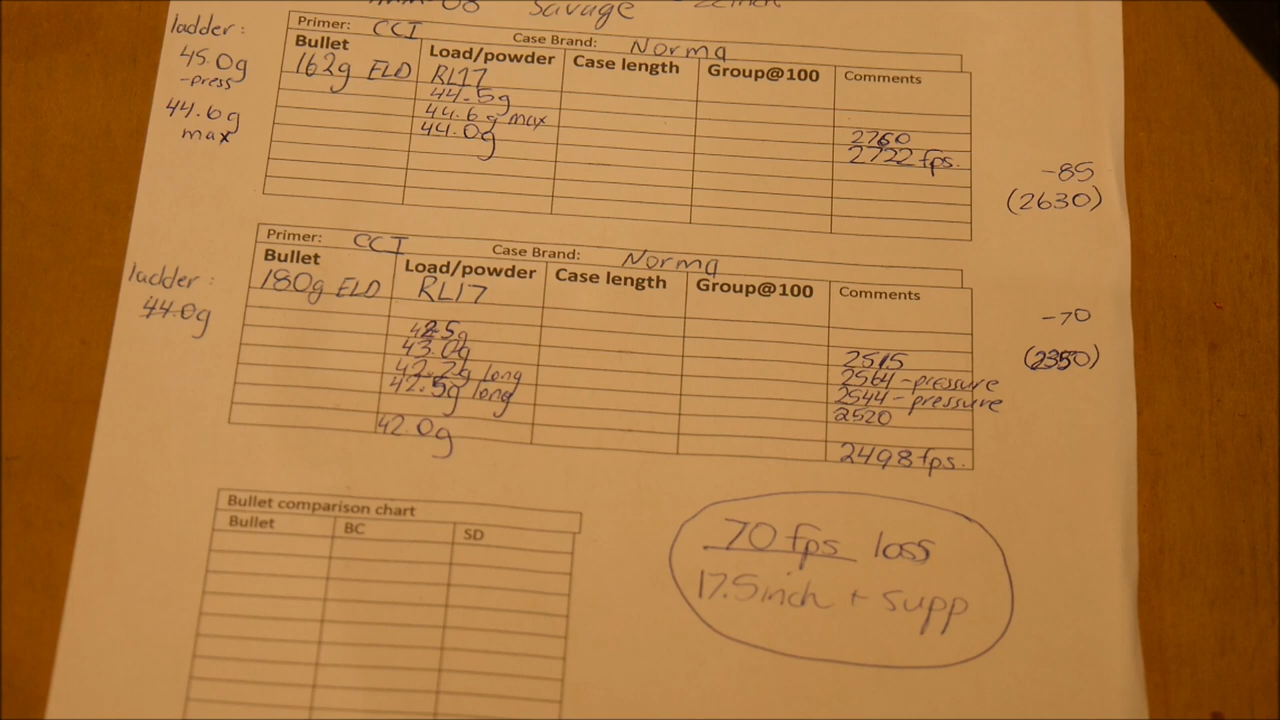 08 Savage
ladder:
45.0g
-press
44.6g
max
Primer: CCI Case Brand: Norma
Bullet Load/powder Case length Group@100 Comments
162g ELD RL17
44.5g
44.6g max 2760
44.0g 2722 fps.
-85
(2630)
Primer: CCI Case Brand: Norma
Bullet Load/powder Case length Group@100 Comments
ladder:
44.0g
180g ELD RL17
-70
42.5g 2515
(2350)
43.0g 2564 -pressure
42.2g long 2544 -pressure
42.5g long 2520
42.0g 2498 fps.
Bullet comparison chart
Bullet BC SD
70 fps loss
17.5inch + supp